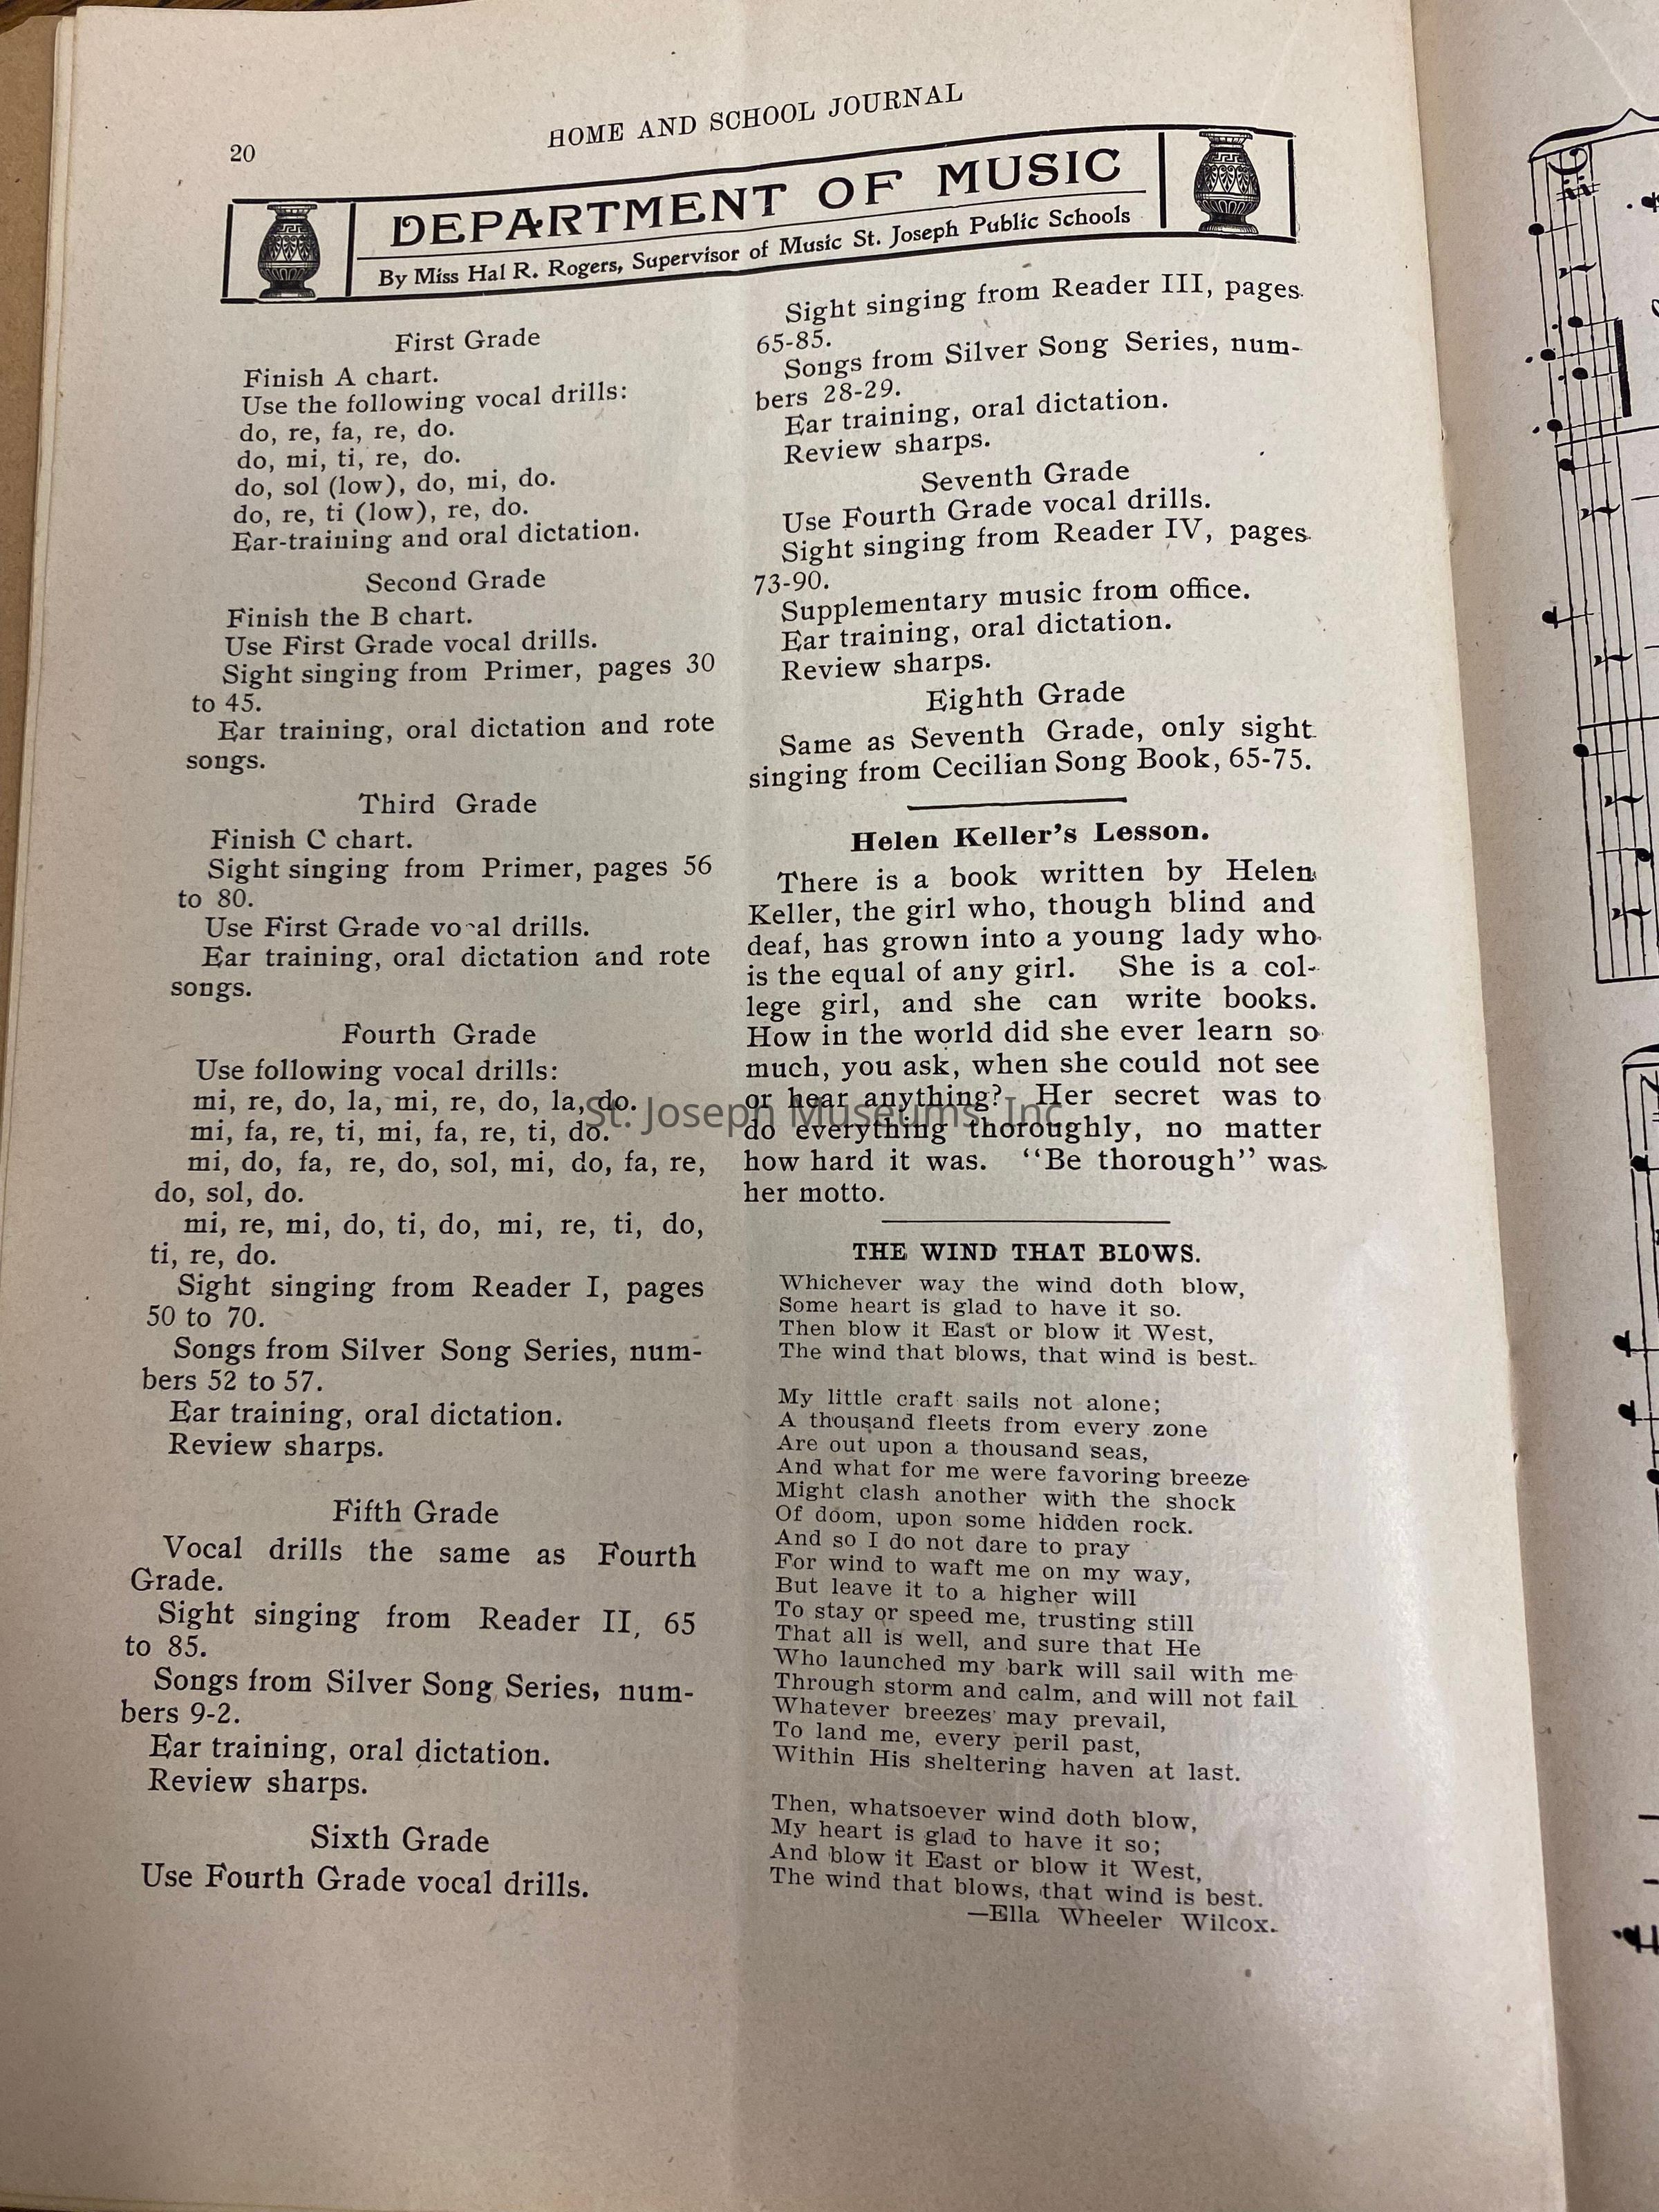 20
HOME AND SCHOOL JOURNAL
DEPARTMENT OF MUSIC
By Miss Hal R. Rogers, Supervisor of Music St. Joseph Public Schools
First Grade
Finish A chart.
Use the following vocal drills:
do, re, fa, re, do.
do, mi, ti, re, do.
do, sol (low), do, mi, do.
do, re, ti (low), re, do.
Ear-training and oral dictation.
Second Grade
Finish the B chart.
Use First Grade vocal drills.
Sight singing from Primer, pages 30
to 45.
Ear training, oral dictation and rote
songs.
Third Grade
Finish C chart.
Sight singing from Primer, pages 56
to 80.
Use First Grade vocal drills.
Ear training, oral dictation and rote
songs.
Fourth Grade
Use following vocal drills:
mi, re, do, la, mi, re, do, la, do.
mi, fa, re, ti, mi, fa, re, ti, do.
mi, do, fa, re, do, sol, mi, do, fa, re,
do, sol, do.
mi, re, mi, do, ti, do, mi, re, ti, do,
ti, re, do.
Sight singing from Reader I, pages
50 to 70.
Songs from Silver Song Series, num-
bers 52 to 57.
Ear training, oral dictation.
Review sharps.
Fifth Grade
Vocal drills the same as Fourth
Grade.
Sight singing from Reader II, 65
to 85.
Songs from Silver Song Series, num-
bers 9-2.
Ear training, oral dictation.
Review sharps.
Sixth Grade
Use Fourth Grade vocal drills.
Sight singing from Reader III, pages
65-85.
Songs from Silver Song Series, num-
bers 28-29.
Ear training, oral dictation.
Review sharps.
Seventh Grade
Use Fourth Grade vocal drills.
Sight singing from Reader IV, pages
73-90.
Supplementary music from office.
Ear training, oral dictation.
Review sharps.
Eighth Grade
Same as Seventh Grade, only sight
singing from Cecilian Song Book, 65-75.
Helen Keller's Lesson.
There is a book written by Helen
Keller, the girl who, though blind and
deaf, has grown into a young lady who
is the equal of any girl. She is a col-
lege girl, and she can write books.
How in the world did she ever learn so
much, you ask, when she could not see
or hear anything? Her secret was to
do everything thoroughly, no matter
how hard it was. "Be thorough" was
her motto.
THE WIND THAT BLOWS.
Whichever way the wind doth blow,
Some heart is glad to have it so.
Then blow it East or blow it West,
The wind that blows, that wind is best.
My little craft sails not alone;
A thousand fleets from every zone
Are out upon a thousand seas,
And what for me were favoring breeze
Might clash another with the shock
Of doom, upon some hidden rock.
And so I do not dare to pray
For wind to waft me on my way,
But leave it to a higher will
To stay or speed me, trusting still
That all is well, and sure that He
Who launched my bark will sail with me
Through storm and calm, and will not fail
Whatever breezes may prevail,
To land me, every peril past,
Within His sheltering haven at last.
Then, whatsoever wind doth blow,
My heart is glad to have it so;
And blow it East or blow it West,
The wind that blows, that wind is best.
—Ella Wheeler Wilcox.
St. Joseph Museums, Inc